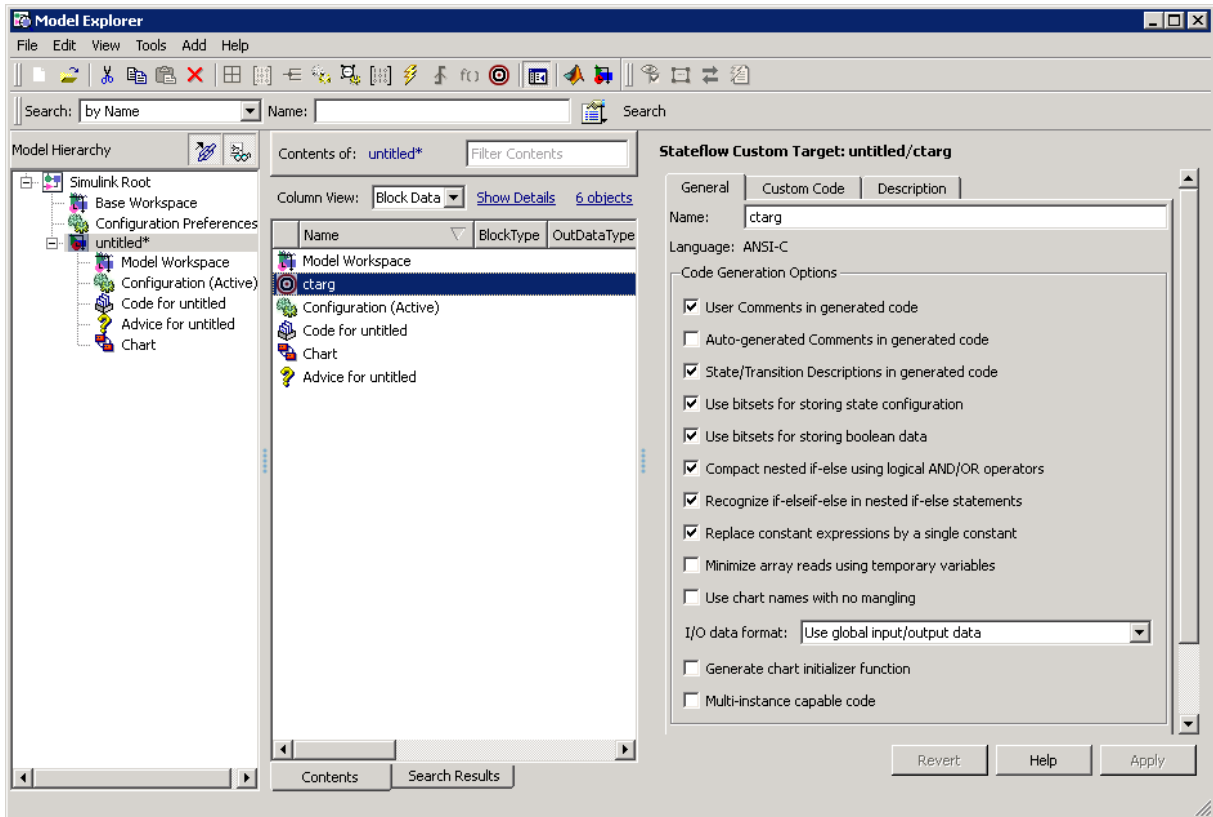 Model Explorer
File Edit View Tools Add Help
Search: by Name Name: Search
Model Hierarchy
Simulink Root
Base Workspace
Configuration Preferences
untitled*
Model Workspace
Configuration (Active)
Code for untitled
Advice for untitled
Chart
Contents of: untitled* Filter Contents
Column View: Block Data Show Details 6 objects
Name BlockType OutDataType
Model Workspace
ctarg
Configuration (Active)
Code for untitled
Chart
Advice for untitled
Contents Search Results
Stateflow Custom Target: untitled/ctarg
General Custom Code Description
Name: ctarg
Language: ANSI-C
Code Generation Options
User Comments in generated code
Auto-generated Comments in generated code
State/Transition Descriptions in generated code
Use bitsets for storing state configuration
Use bitsets for storing boolean data
Compact nested if-else using logical AND/OR operators
Recognize if-elseif-else in nested if-else statements
Replace constant expressions by a single constant
Minimize array reads using temporary variables
Use chart names with no mangling
I/O data format: Use global input/output data
Generate chart initializer function
Multi-instance capable code
Revert Help Apply